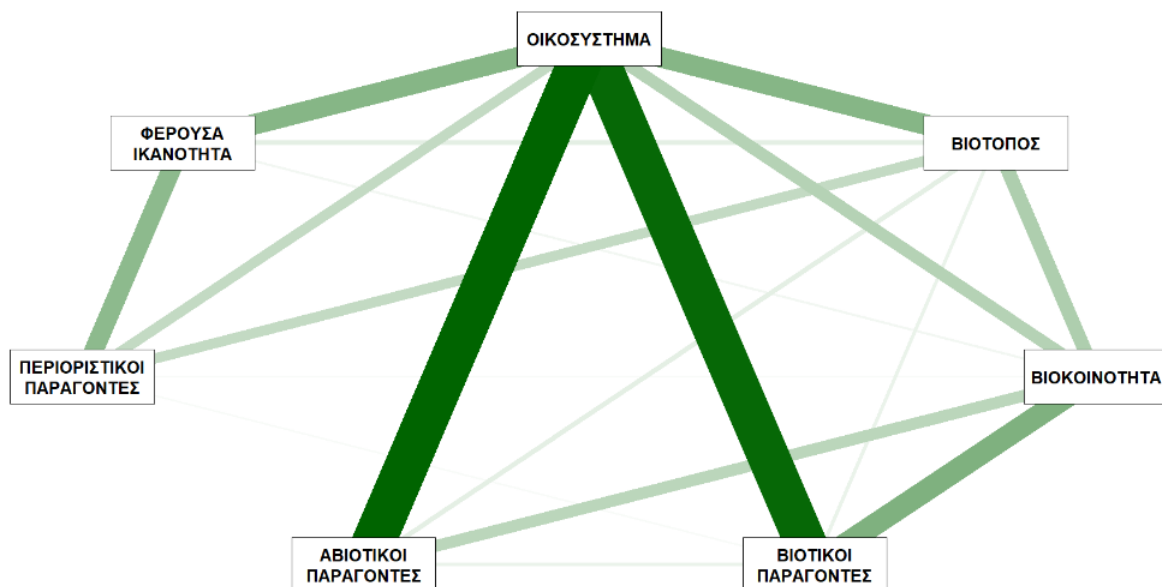 ΟΙΚΟΣΥΣΤΗΜΑ
ΦΕΡΟΥΣΑ
ΙΚΑΝΟΤΗΤΑ
ΒΙΟΤΟΠΟΣ
ΠΕΡΙΟΡΙΣΤΙΚΟΙ
ΠΑΡΑΓΟΝΤΕΣ
ΒΙΟΚΟΙΝΟΤΗΤΑ
ΑΒΙΟΤΙΚΟΙ
ΠΑΡΑΓΟΝΤΕΣ
ΒΙΟΤΙΚΟΙ
ΠΑΡΑΓΟΝΤΕΣ